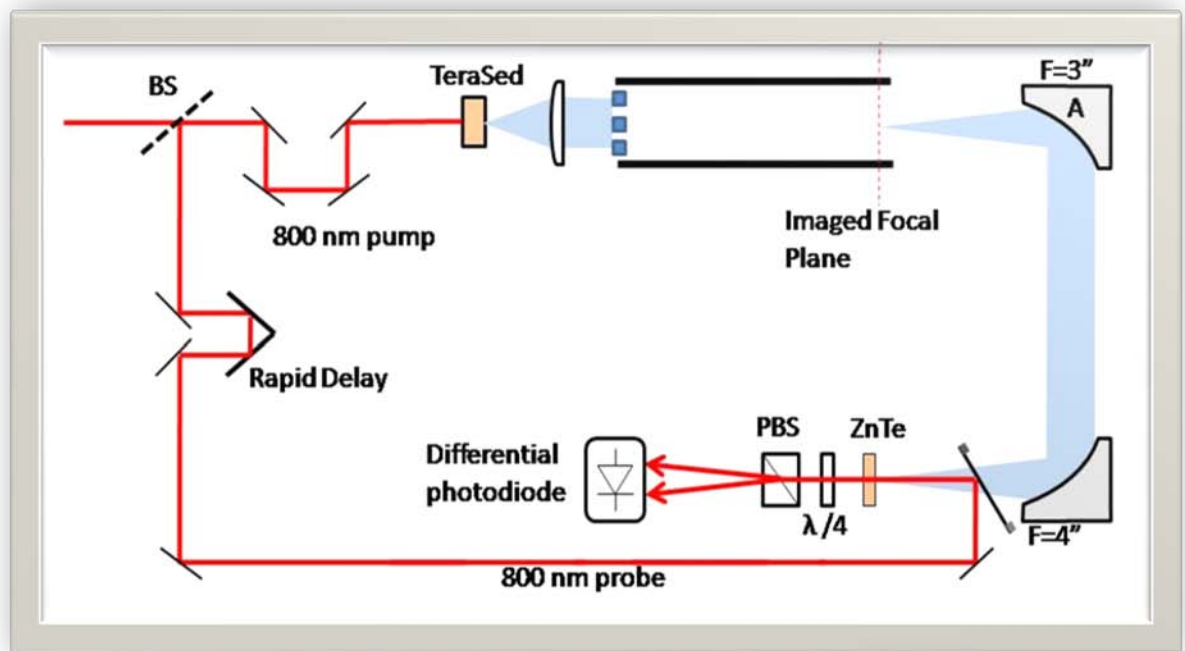 BS
TeraSed
F=3”
A
Imaged Focal
Plane
800 nm pump
Rapid Delay
PBS
ZnTe
Differential
photodiode
λ/4
F=4”
800 nm probe